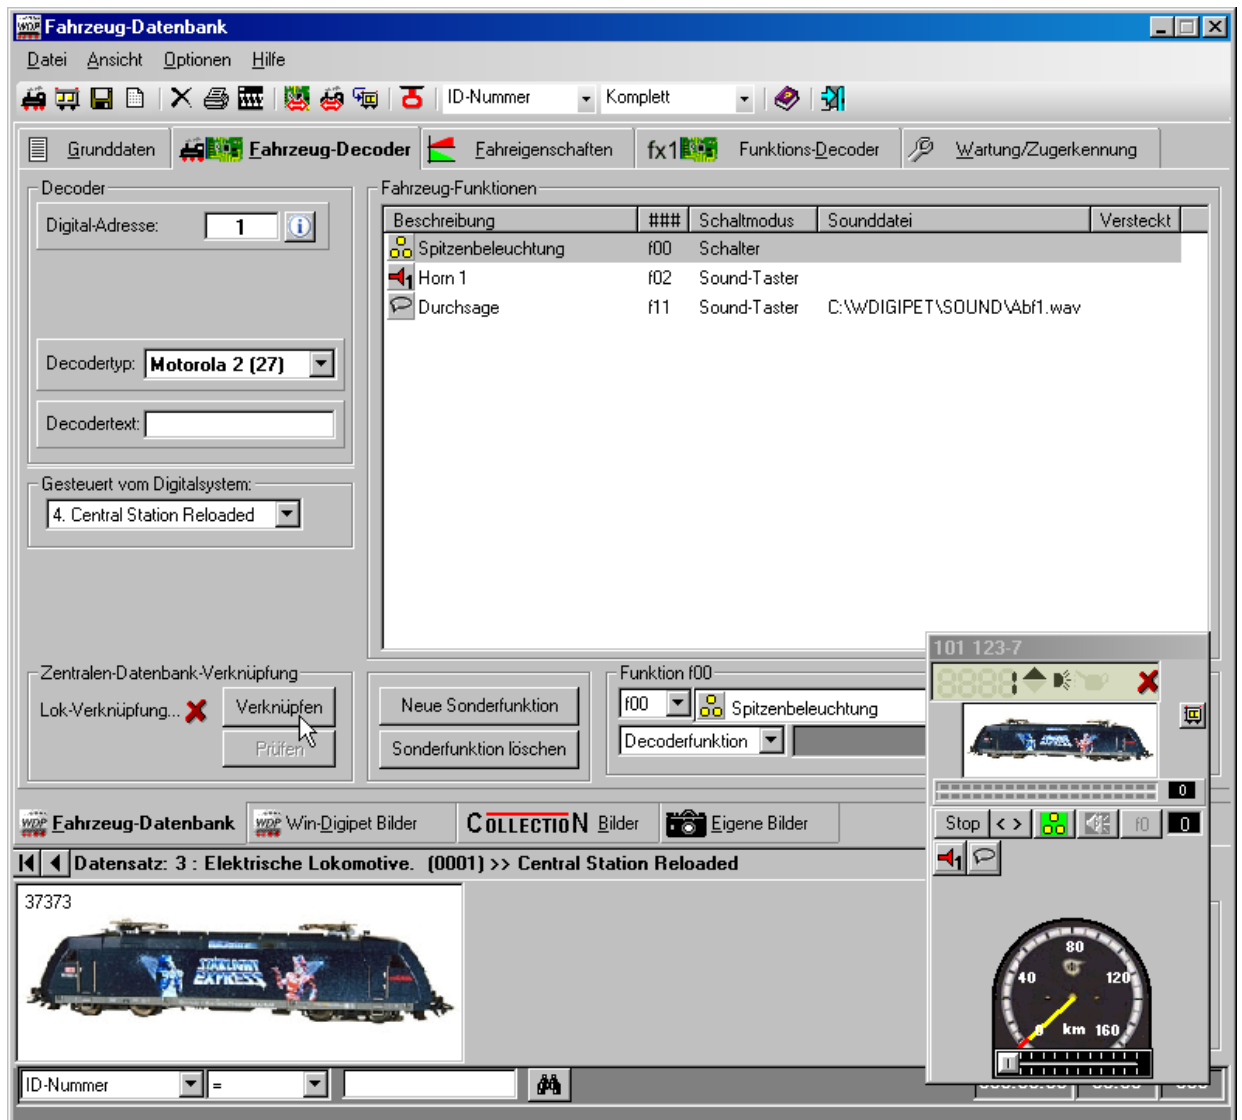 Fahrzeug-Datenbank
Datei Ansicht Optionen Hilfe
ID-Nummer Komplett
Grunddaten Fahrzeug-Decoder Fahreigenschaften fx1 Funktions-Decoder Wartung/Zugerkennung
Decoder
Digital-Adresse: 1
Decodertyp: Motorola 2 (27)
Decodertext:
Gesteuert vom Digitalsystem:
4. Central Station Reloaded
Fahrzeug-Funktionen
Beschreibung ### Schaltmodus Sounddatei Versteckt
Spitzenbeleuchtung f00 Schalter
1 Horn 1 f02 Sound-Taster
Durchsage f11 Sound-Taster C:\WDIGIPET\SOUND\Abf1.wav
Zentralen-Datenbank-Verknüpfung
Lok-Verknüpfung... Verknüpfen
Prüfen
Neue Sonderfunktion
Sonderfunktion löschen
Funktion f00
f00 Spitzenbeleuchtung
Decoderfunktion
101 123-7
0
Stop < > f0 0
1
80
40 120
0 km 160
Fahrzeug-Datenbank Win-Digipet Bilder COLLECTION Bilder Eigene Bilder
Datensatz: 3 : Elektrische Lokomotive. (0001) >> Central Station Reloaded
37373
STARLIGHT
EXPRESS
ID-Nummer =